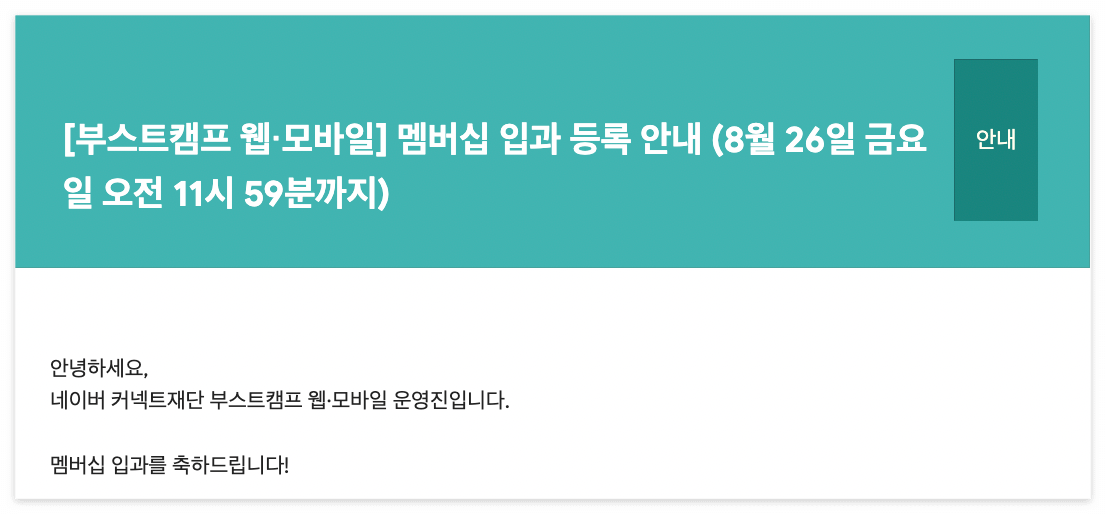 [부스트캠프 웹·모바일] 멤버십 입과 등록 안내 (8월 26일 금요
일 오전 11시 59분까지)
안내
안녕하세요,
네이버 커넥트재단 부스트캠프 웹·모바일 운영진입니다.
멤버십 입과를 축하드립니다!